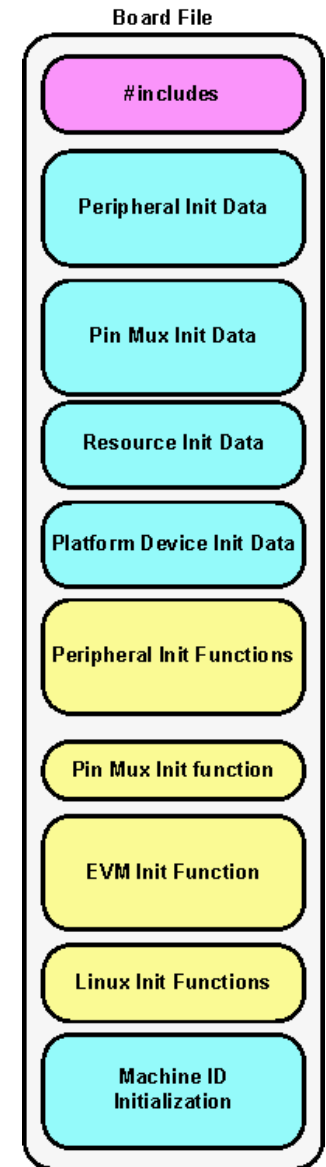 Board File
#includes
Peripheral Init Data
Pin Mux Init Data
Resource Init Data
Platform Device Init Data
Peripheral Init Functions
Pin Mux Init function
EVM Init Function
Linux Init Functions
Machine ID
Initialization